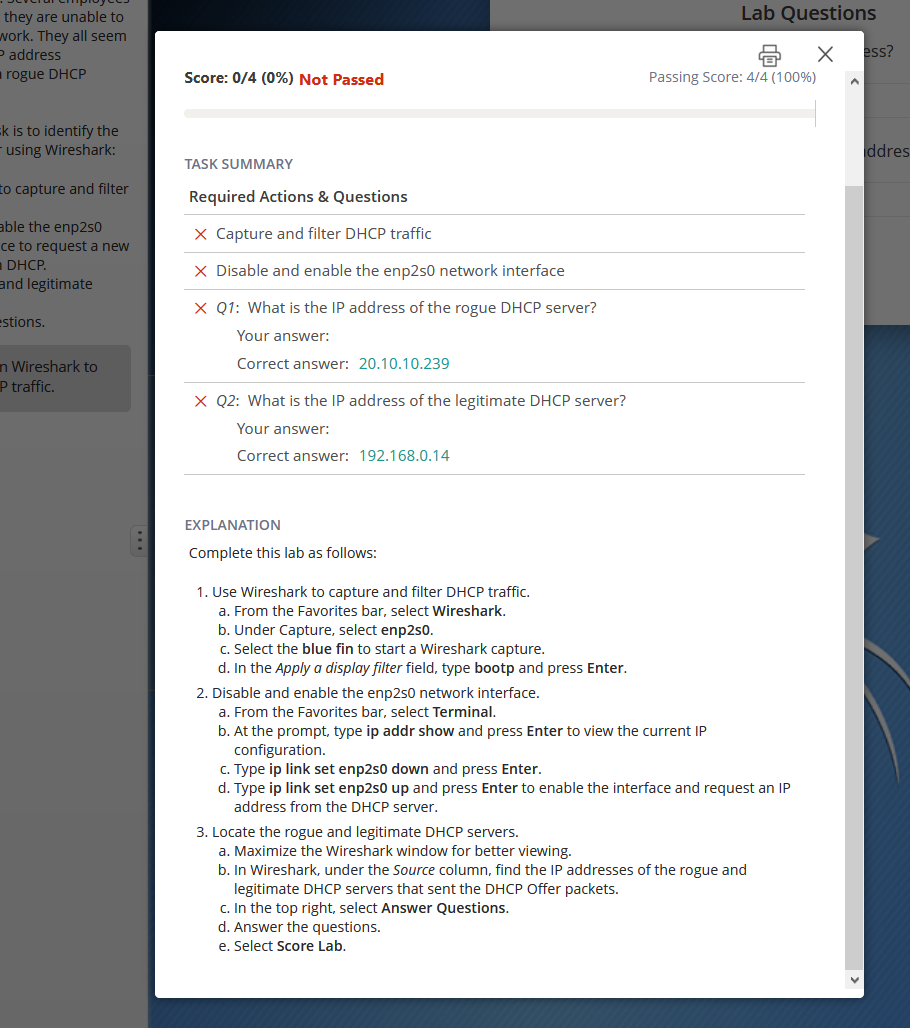 Several employees
they are unable to
work. They all seem
address
rogue DHCP
is to identify the
using Wireshark:
to capture and filter
able the enp2s0
ce to request a new
DHCP.
and legitimate
estions.
n Wireshark to
P traffic.
Lab Questions
ess?
addres
Score: 0/4 (0%) Not Passed
Passing Score: 4/4 (100%)
TASK SUMMARY
Required Actions & Questions
Capture and filter DHCP traffic
Disable and enable the enp2s0 network interface
Q1: What is the IP address of the rogue DHCP server?
Your answer:
Correct answer: 20.10.10.239
Q2: What is the IP address of the legitimate DHCP server?
Your answer:
Correct answer: 192.168.0.14
EXPLANATION
Complete this lab as follows:
1. Use Wireshark to capture and filter DHCP traffic.
a. From the Favorites bar, select Wireshark.
b. Under Capture, select enp2s0.
c. Select the blue fin to start a Wireshark capture.
d. In the Apply a display filter field, type bootp and press Enter.
2. Disable and enable the enp2s0 network interface.
a. From the Favorites bar, select Terminal.
b. At the prompt, type ip addr show and press Enter to view the current IP
configuration.
c. Type ip link set enp2s0 down and press Enter.
d. Type ip link set enp2s0 up and press Enter to enable the interface and request an IP
address from the DHCP server.
3. Locate the rogue and legitimate DHCP servers.
a. Maximize the Wireshark window for better viewing.
b. In Wireshark, under the Source column, find the IP addresses of the rogue and
legitimate DHCP servers that sent the DHCP Offer packets.
c. In the top right, select Answer Questions.
d. Answer the questions.
e. Select Score Lab.